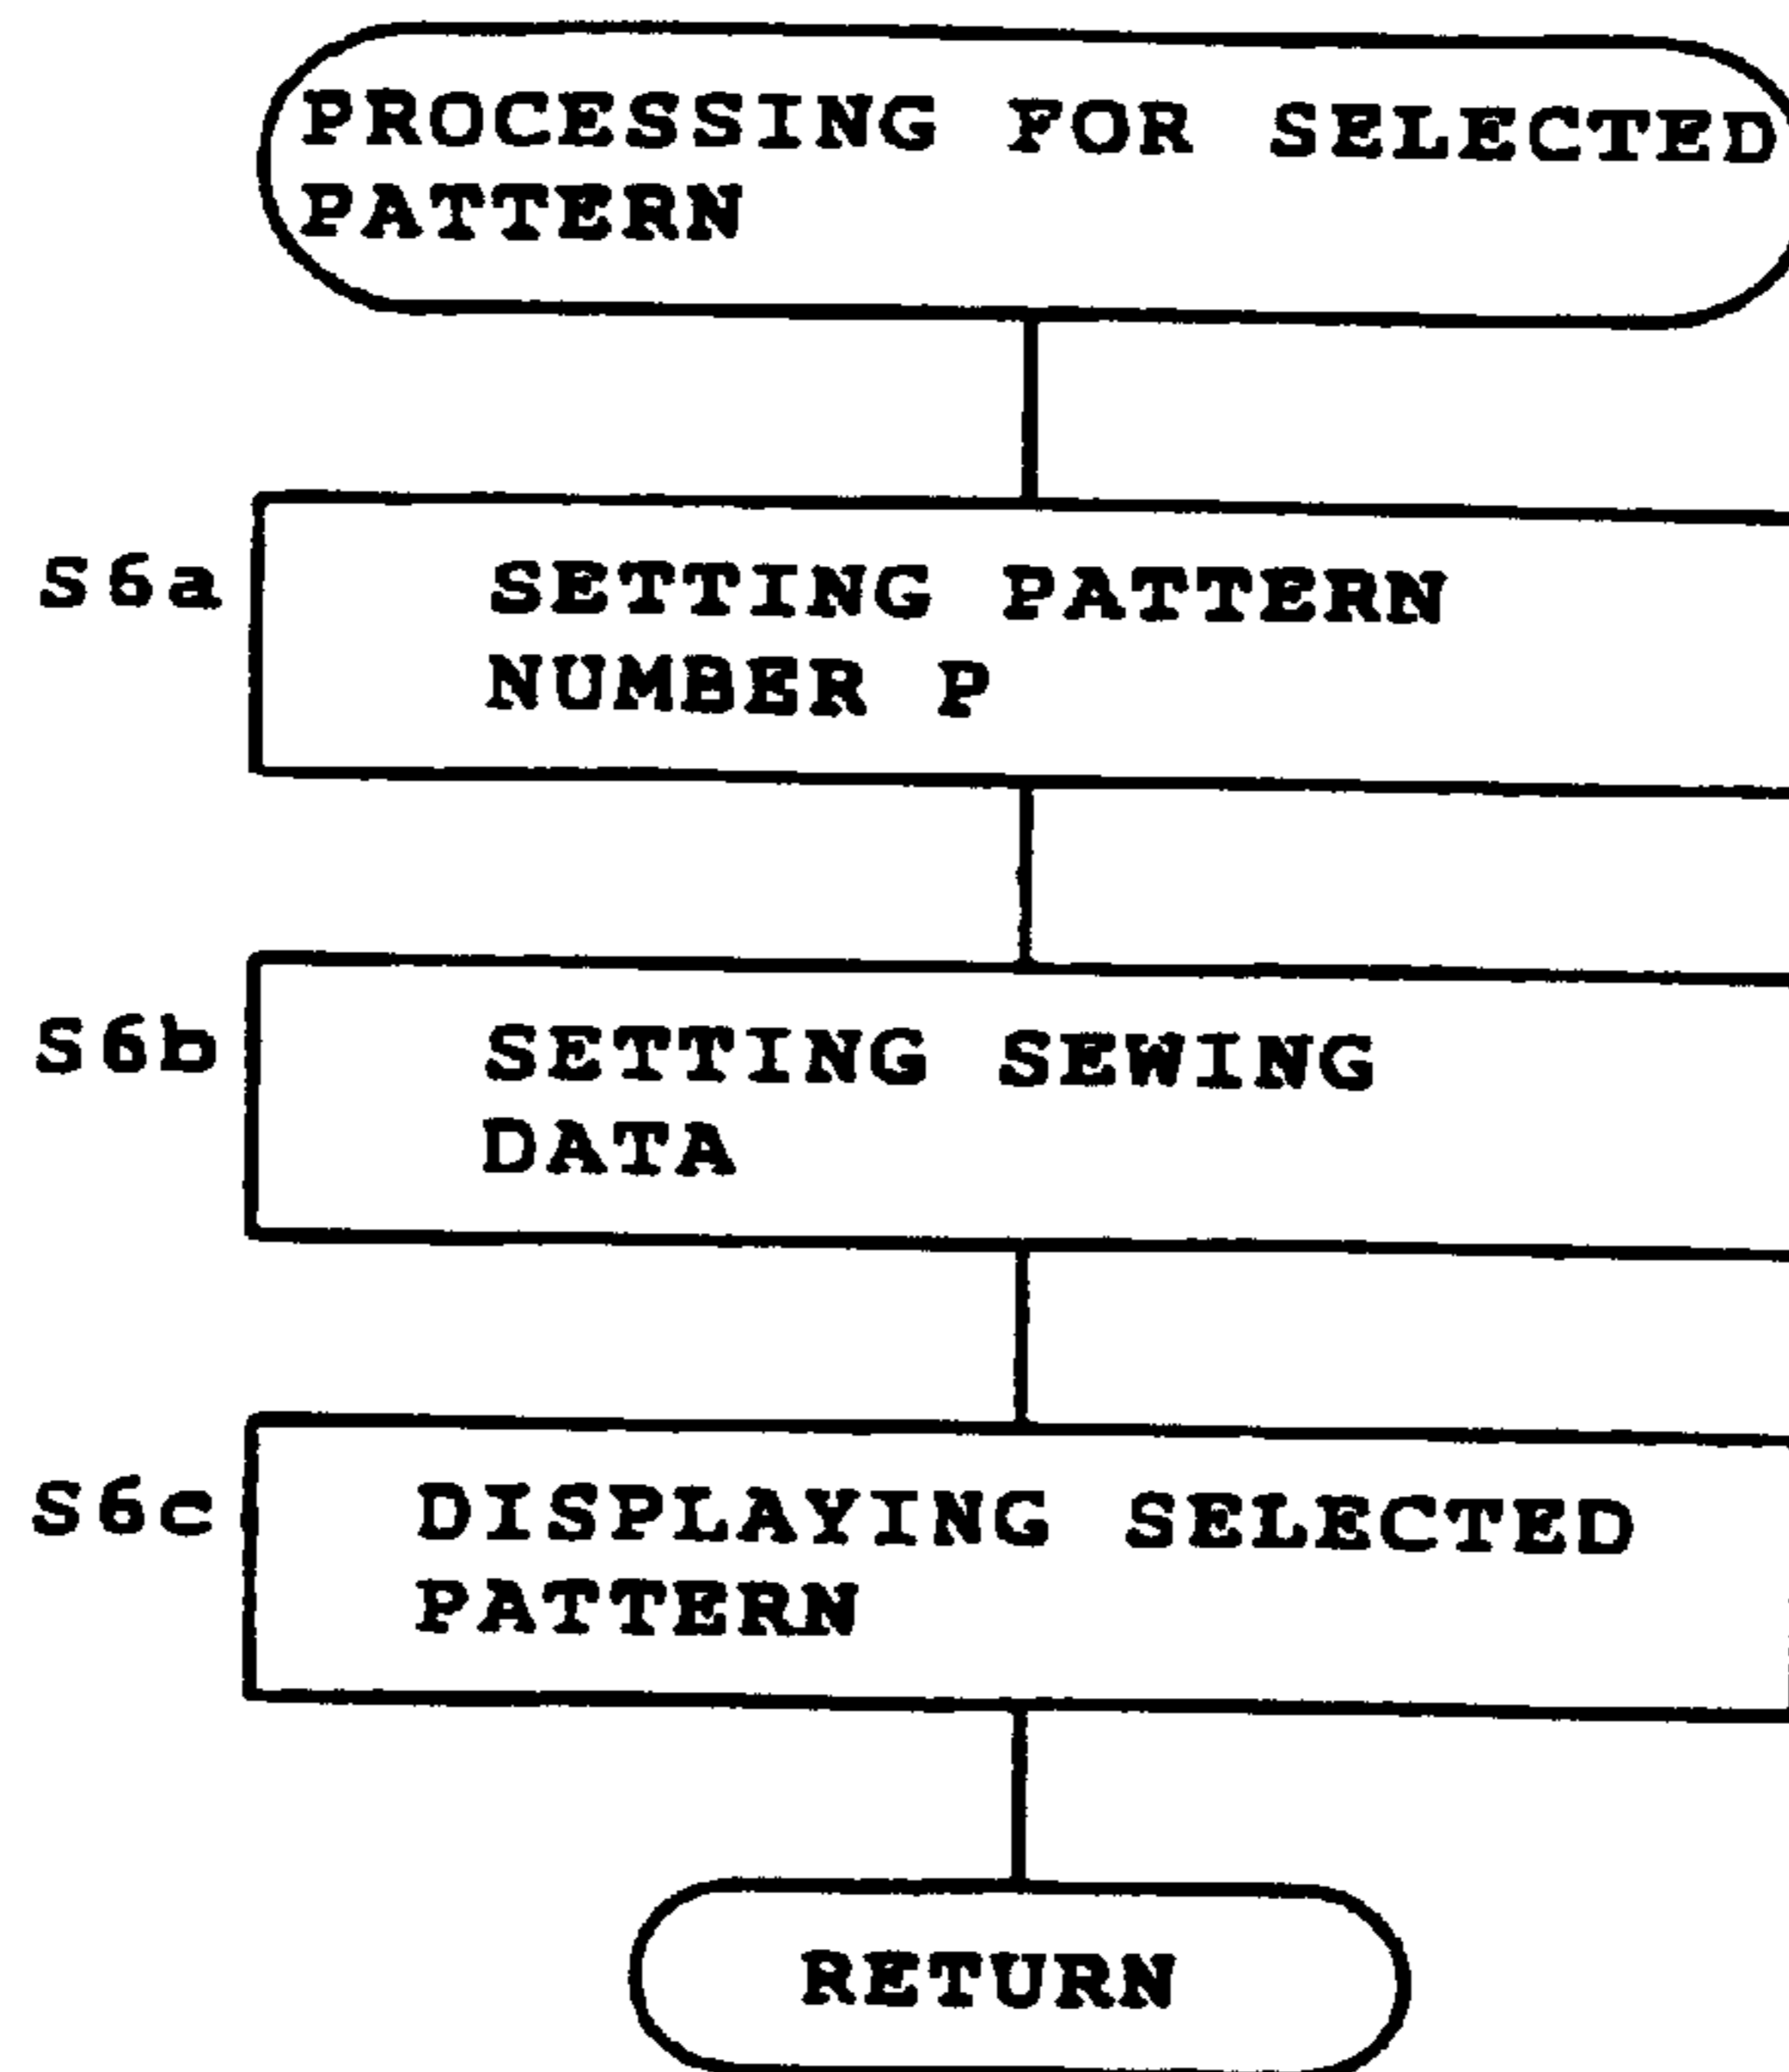 PROCESSING FOR SELECTED
PATTERN
S6a
SETTING PATTERN
NUMBER P
S6b
SETTING SEWING
DATA
S6c
DISPLAYING SELECTED
PATTERN
RETURN